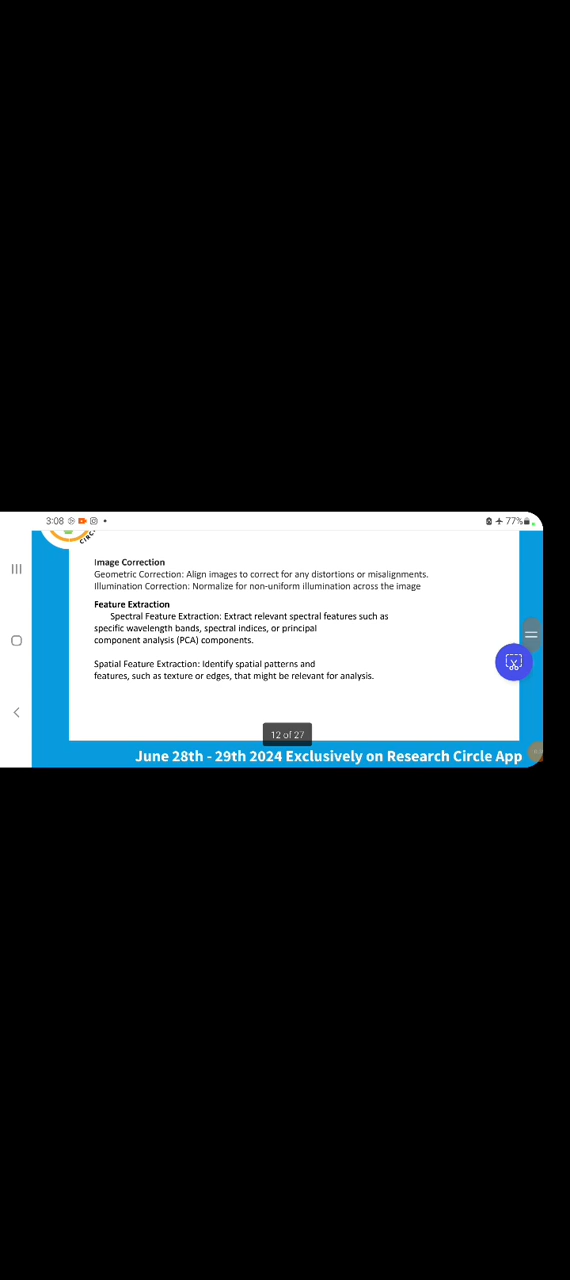 3:08
77%
CIRC
Image Correction
Geometric Correction: Align images to correct for any distortions or misalignments.
Illumination Correction: Normalize for non-uniform illumination across the image
Feature Extraction
Spectral Feature Extraction: Extract relevant spectral features such as
specific wavelength bands, spectral indices, or principal
component analysis (PCA) components.
Spatial Feature Extraction: Identify spatial patterns and
features, such as texture or edges, that might be relevant for analysis.
12 of 27
June 28th - 29th 2024 Exclusively on Research Circle App